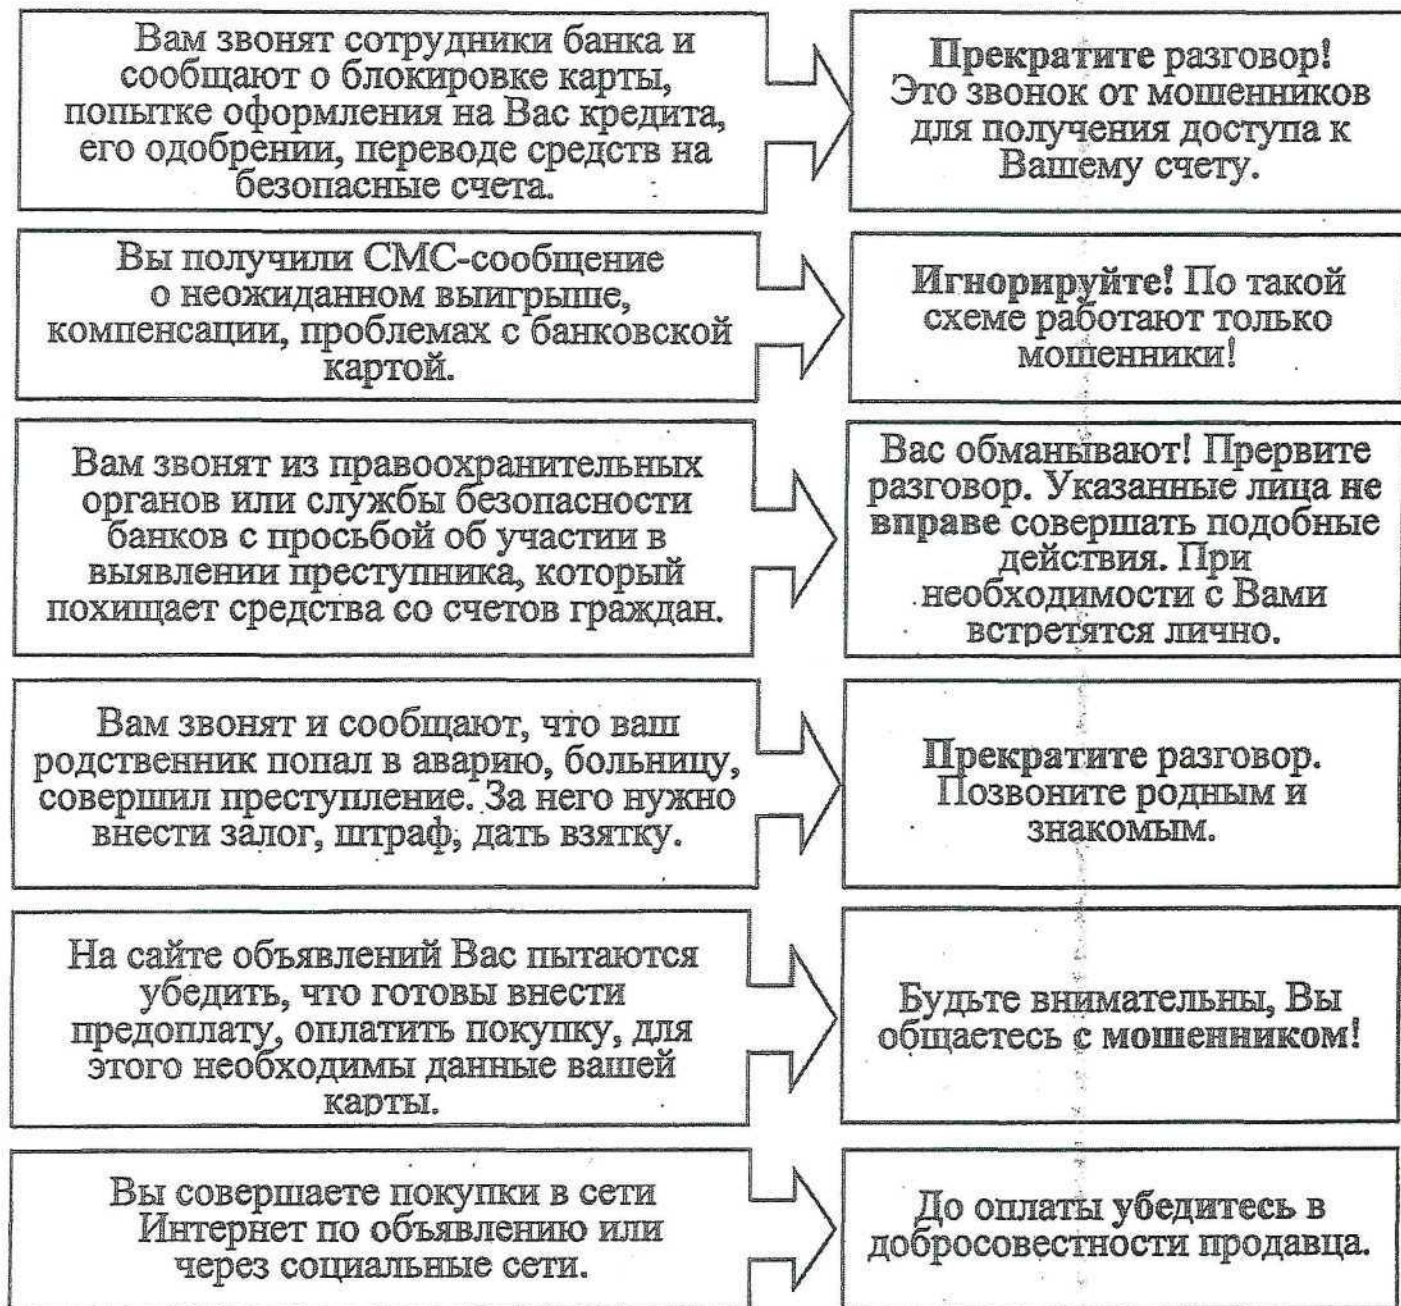 Вам звонят сотрудники банка и
сообщают о блокировке карты,
попытке оформления на Вас кредита,
его одобрении, переводе средств на
безопасные счета.
Прекратите разговор!
Это звонок от мошенников
для получения доступа к
Вашему счету.
Вы получили СМС-сообщение
о неожиданном выигрыше,
компенсации, проблемах с банковской
картой.
Игнорируйте! По такой
схеме работают только
мошенники!
Вам звонят из правоохранительных
органов или службы безопасности
банков с просьбой об участии в
выявлении преступника, который
похищает средства со счетов граждан.
Вас обманывают! Прервите
разговор. Указанные лица не
вправе совершать подобные
действия. При
необходимости с Вами
встретятся лично.
Вам звонят и сообщают, что ваш
родственник попал в аварию, больницу,
совершил преступление. За него нужно
внести залог, штраф, дать взятку.
Прекратите разговор.
Позвоните родным и
знакомым.
На сайте объявлений Вас пытаются
убедить, что готовы внести
предоплату, оплатить покупку, для
этого необходимы данные вашей
карты.
Будьте внимательны, Вы
общаетесь с мошенником!
Вы совершаете покупки в сети
Интернет по объявлению или
через социальные сети.
До оплаты убедитесь в
добросовестности продавца.